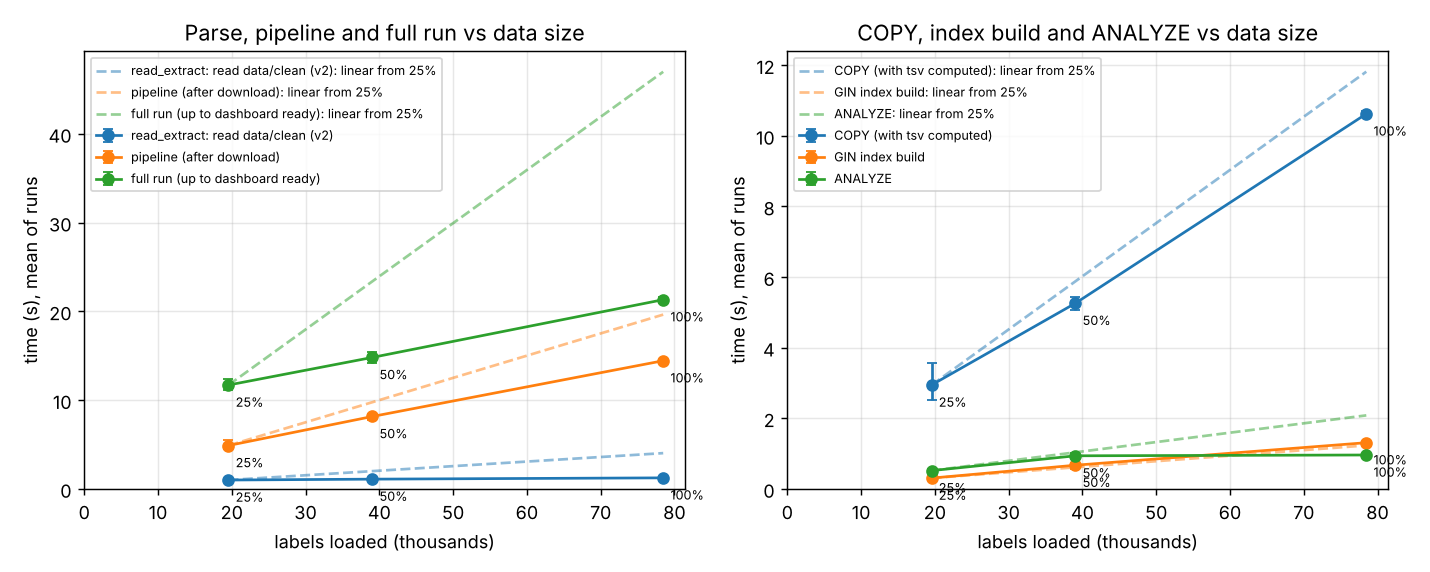 Parse, pipeline and full run vs data size
read_extract: read data/clean (v2): linear from 25%
pipeline (after download): linear from 25%
full run (up to dashboard ready): linear from 25%
read_extract: read data/clean (v2)
pipeline (after download)
full run (up to dashboard ready)
time (s), mean of runs
40
30
20
10
0
25%
50%
100%
25%
50%
100%
25%
50%
100%
0 10 20 30 40 50 60 70 80
labels loaded (thousands)
COPY, index build and ANALYZE vs data size
COPY (with tsv computed): linear from 25%
GIN index build: linear from 25%
ANALYZE: linear from 25%
COPY (with tsv computed)
GIN index build
ANALYZE
time (s), mean of runs
12
10
8
6
4
2
0
25%
50%
100%
25%
50%
100%
25%
50%
100%
0 10 20 30 40 50 60 70 80
labels loaded (thousands)